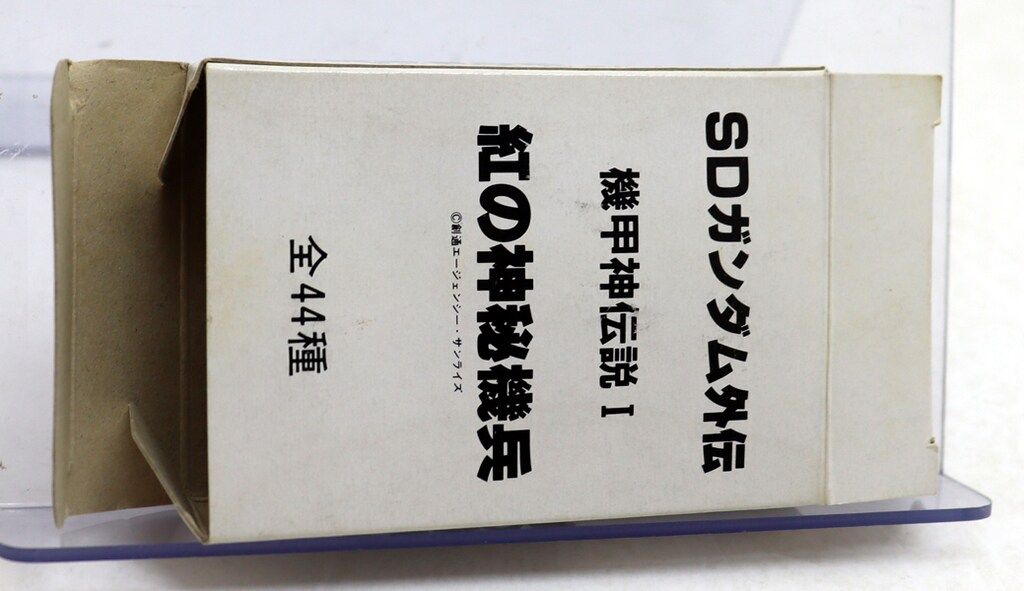 SDガンダム外伝
機甲神伝説 I
紅の神秘機兵
©創通エージェンシー・サンライズ
全44種